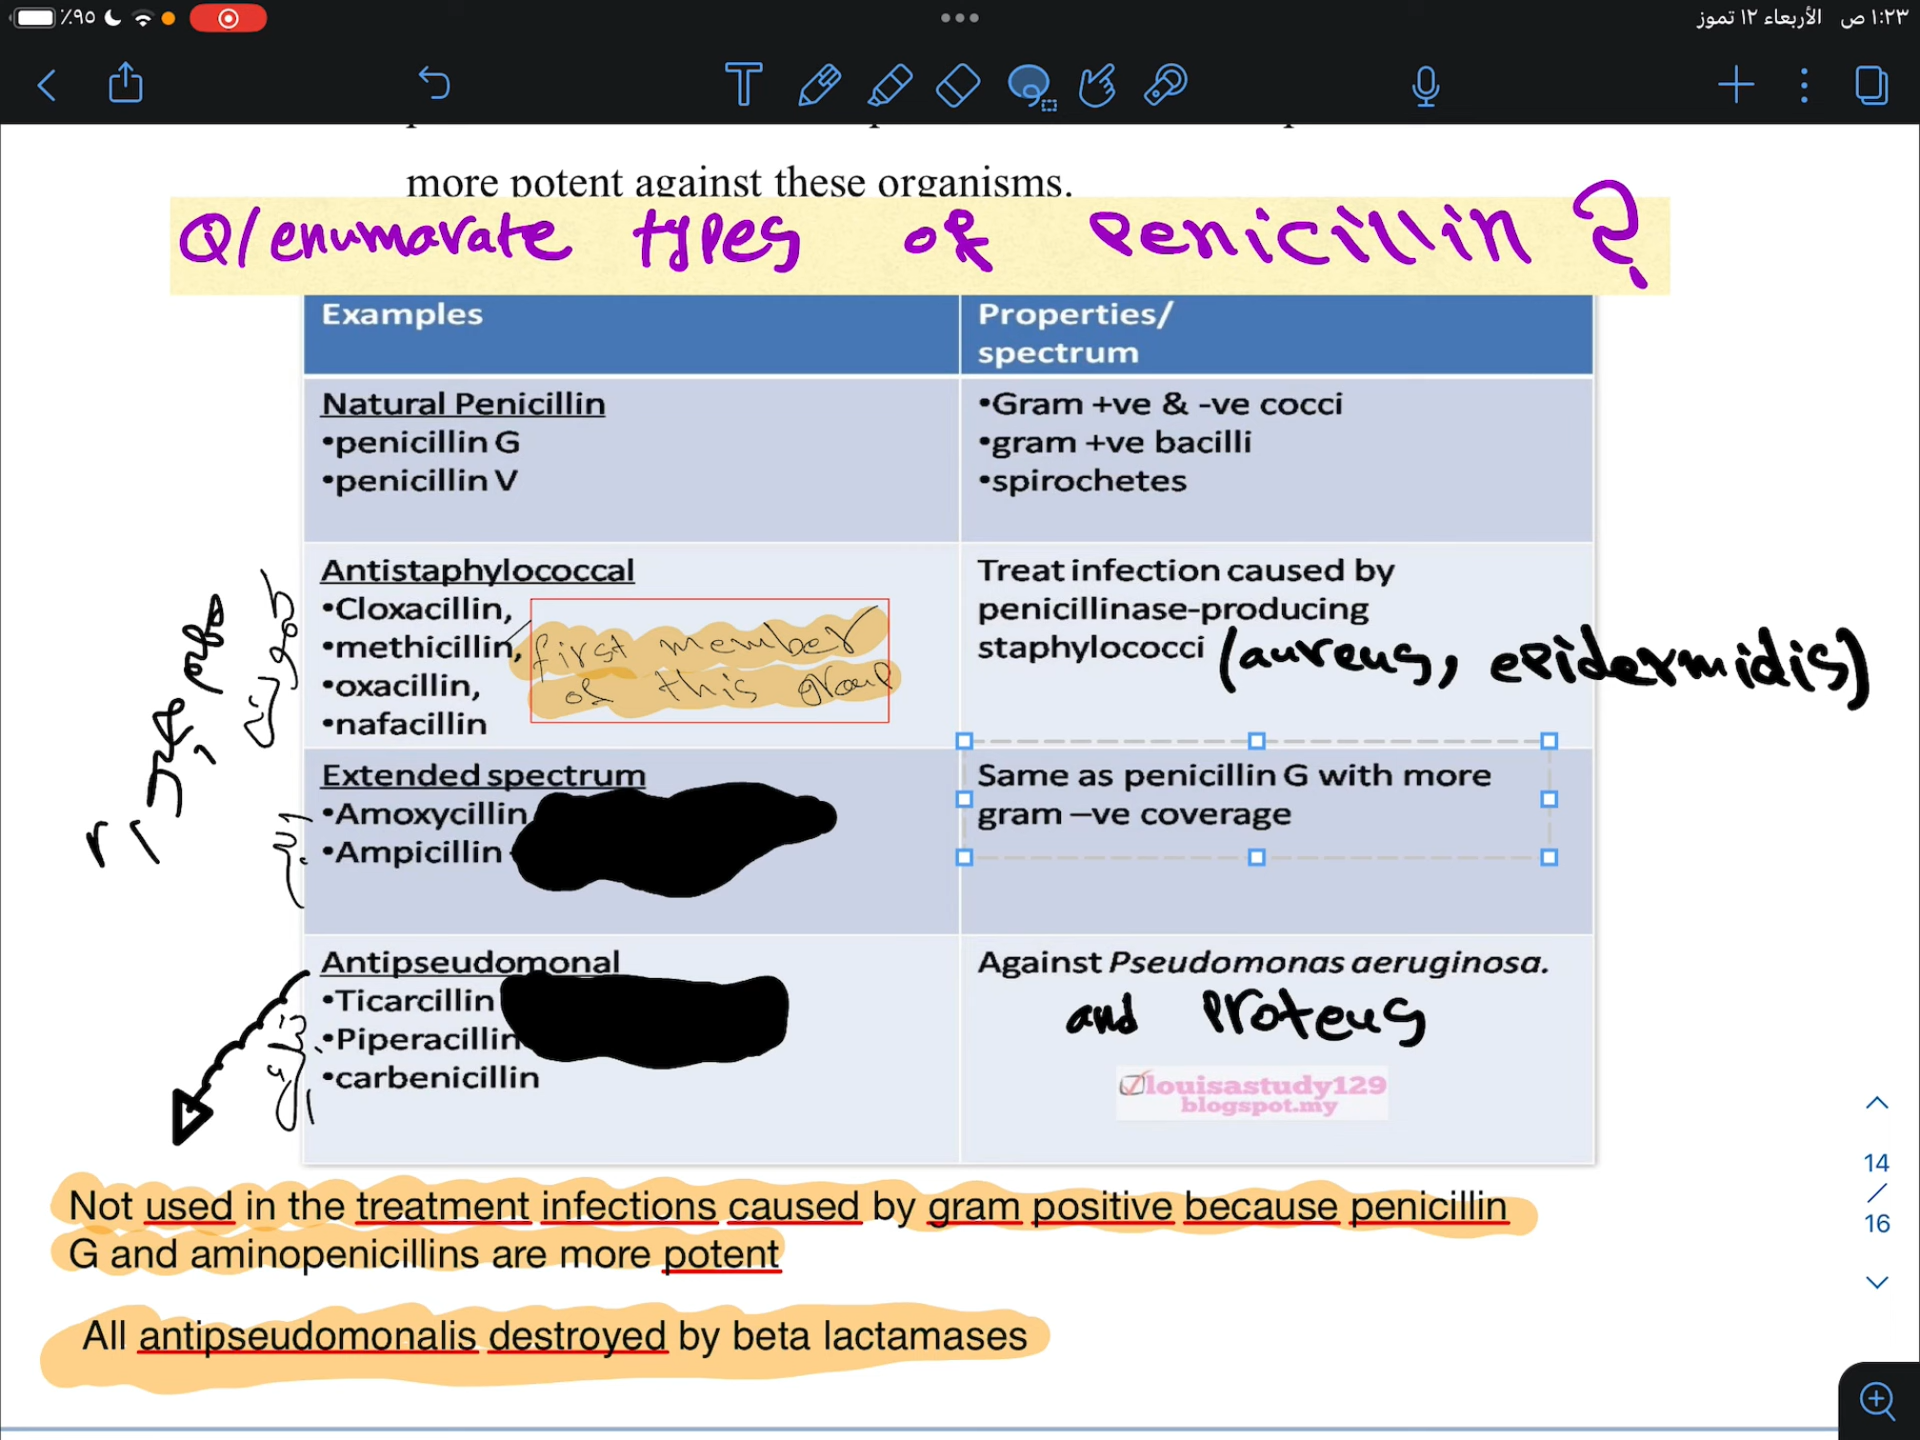 ٪٩٥
١:٢٣ ص الأربعاء ١٢ تموز
more potent against these organisms.
Q/enumarate types of Penicillin ?
Examples
Properties/
spectrum
Natural Penicillin
•penicillin G
•penicillin V
•Gram +ve & -ve cocci
•gram +ve bacilli
•spirochetes
Antistaphylococcal
•Cloxacillin,
•methicillin,
•oxacillin,
•nafacillin
first member
of this group
Treat infection caused by
penicillinase-producing
staphylococci (aureus, epidermidis)
Extended spectrum
•Amoxycillin
•Ampicillin
Same as penicillin G with more
gram –ve coverage
Antipseudomonal
•Ticarcillin
•Piperacillin
•carbenicillin
Against Pseudomonas aeruginosa.
and Proteus
louisastudy129
blogspot.my
Not used in the treatment infections caused by gram positive because penicillin
G and aminopenicillins are more potent
All antipseudomonalis destroyed by beta lactamases
14
/
16